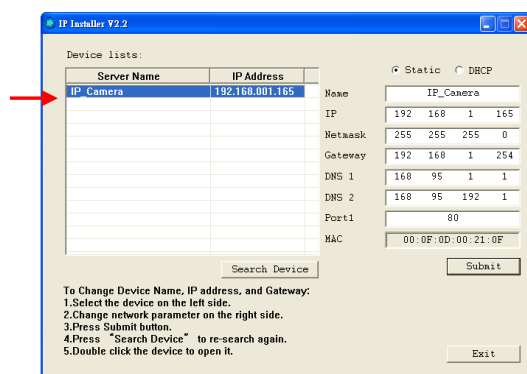 IP Installer V2.2
Device lists:
Server Name IP Address
IP_Camera 192.168.001.165
Static DHCP
Name IP_Camera
IP 192 168 1 165
Netmask 255 255 255 0
Gateway 192 168 1 254
DNS 1 168 95 1 1
DNS 2 168 95 192 1
Port1 80
MAC 00:0F:0D:00:21:0F
Search Device
Submit
To Change Device Name, IP address, and Gateway:
1.Select the device on the left side.
2.Change network parameter on the right side.
3.Press Submit button.
4.Press “Search Device” to re-search again.
5.Double click the device to open it.
Exit